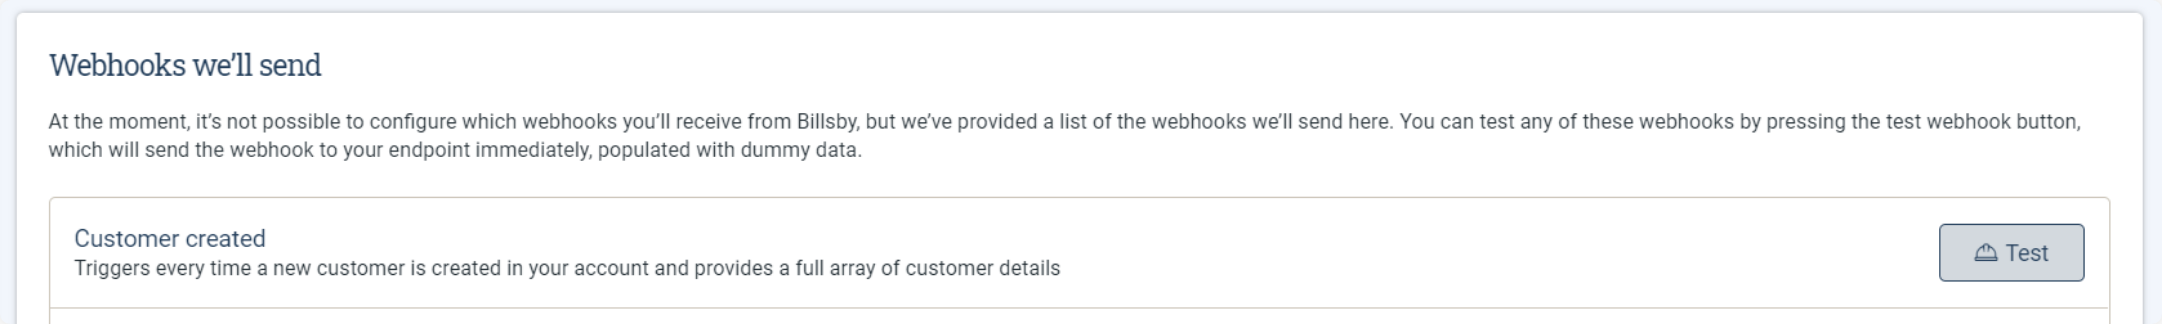 Webhooks we’ll send
At the moment, it’s not possible to configure which webhooks you’ll receive from Billsby, but we’ve provided a list of the webhooks we’ll send here. You can test any of these webhooks by pressing the test webhook button,
which will send the webhook to your endpoint immediately, populated with dummy data.
Customer created
Triggers every time a new customer is created in your account and provides a full array of customer details
Test